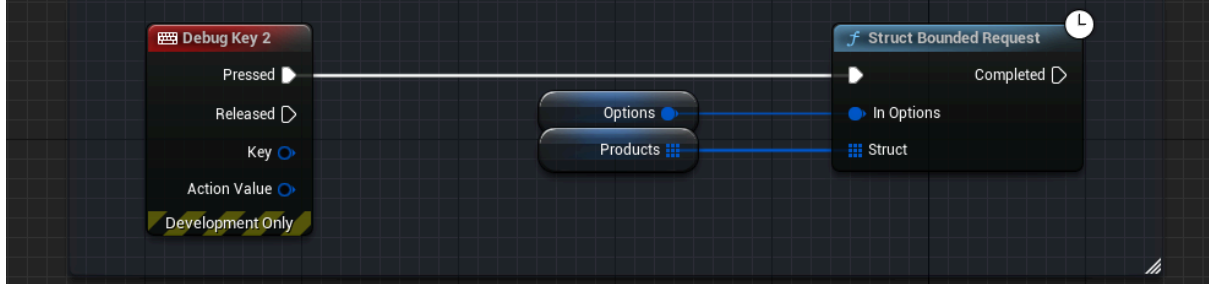 Debug Key 2
Pressed
Released
Key
Action Value
Development Only
Options
Products
Struct Bounded Request
Completed
In Options
Struct